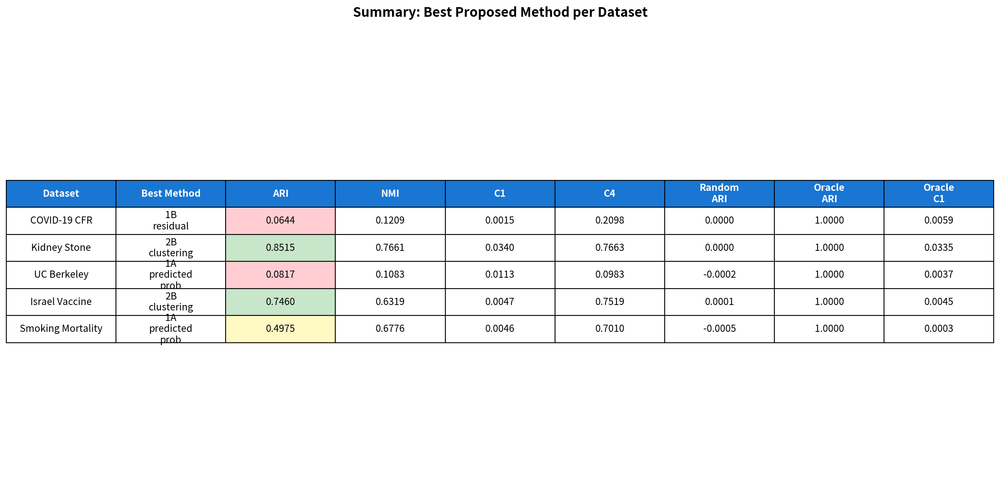 Summary: Best Proposed Method per Dataset
Dataset Best Method ARI NMI C1 C4 Random ARI Oracle ARI Oracle C1
COVID-19 CFR 1B residual 0.0644 0.1209 0.0015 0.2098 0.0000 1.0000 0.0059
Kidney Stone 2B clustering 0.8515 0.7661 0.0340 0.7663 0.0000 1.0000 0.0335
UC Berkeley 1A predicted prob 0.0817 0.1083 0.0113 0.0983 -0.0002 1.0000 0.0037
Israel Vaccine 2B clustering 0.7460 0.6319 0.0047 0.7519 0.0001 1.0000 0.0045
Smoking Mortality 1A predicted prob 0.4975 0.6776 0.0046 0.7010 -0.0005 1.0000 0.0003